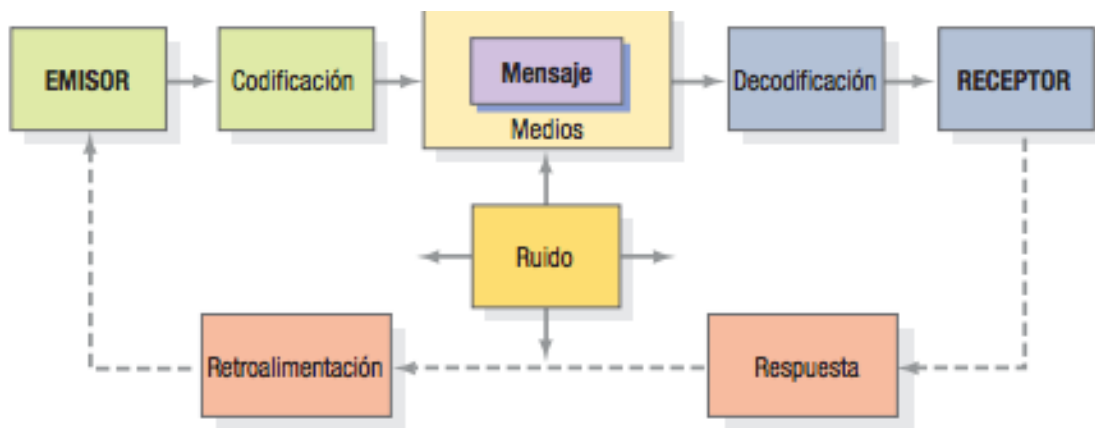 EMISOR
Codificación
Mensaje
Medios
Decodificación
RECEPTOR
Ruido
Retroalimentación
Respuesta